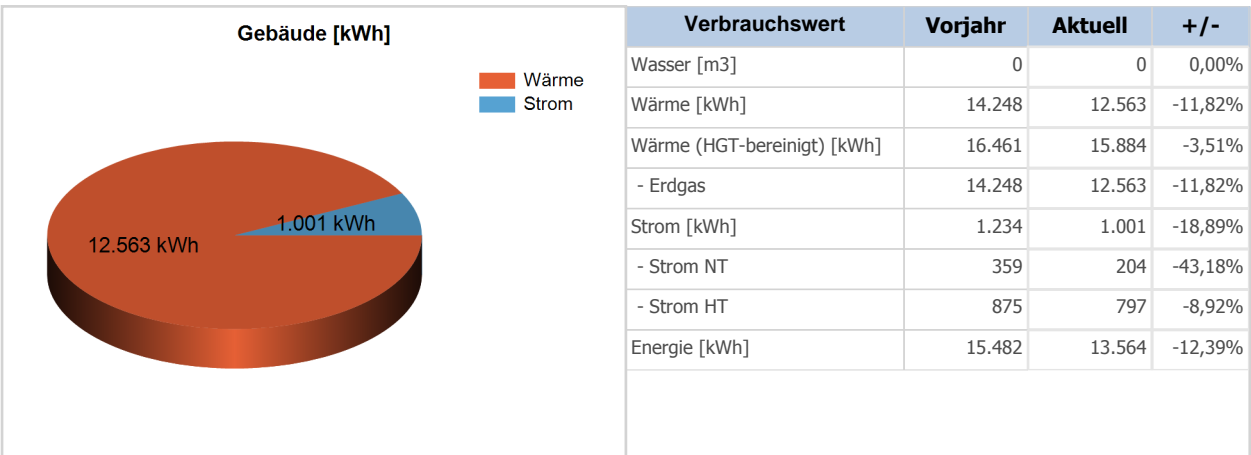 Gebäude [kWh]
Wärme
Strom
1.001 kWh
12.563 kWh
Verbrauchswert Vorjahr Aktuell +/-
Wasser [m3] 0 0 0,00%
Wärme [kWh] 14.248 12.563 -11,82%
Wärme (HGT-bereinigt) [kWh] 16.461 15.884 -3,51%
- Erdgas 14.248 12.563 -11,82%
Strom [kWh] 1.234 1.001 -18,89%
- Strom NT 359 204 -43,18%
- Strom HT 875 797 -8,92%
Energie [kWh] 15.482 13.564 -12,39%